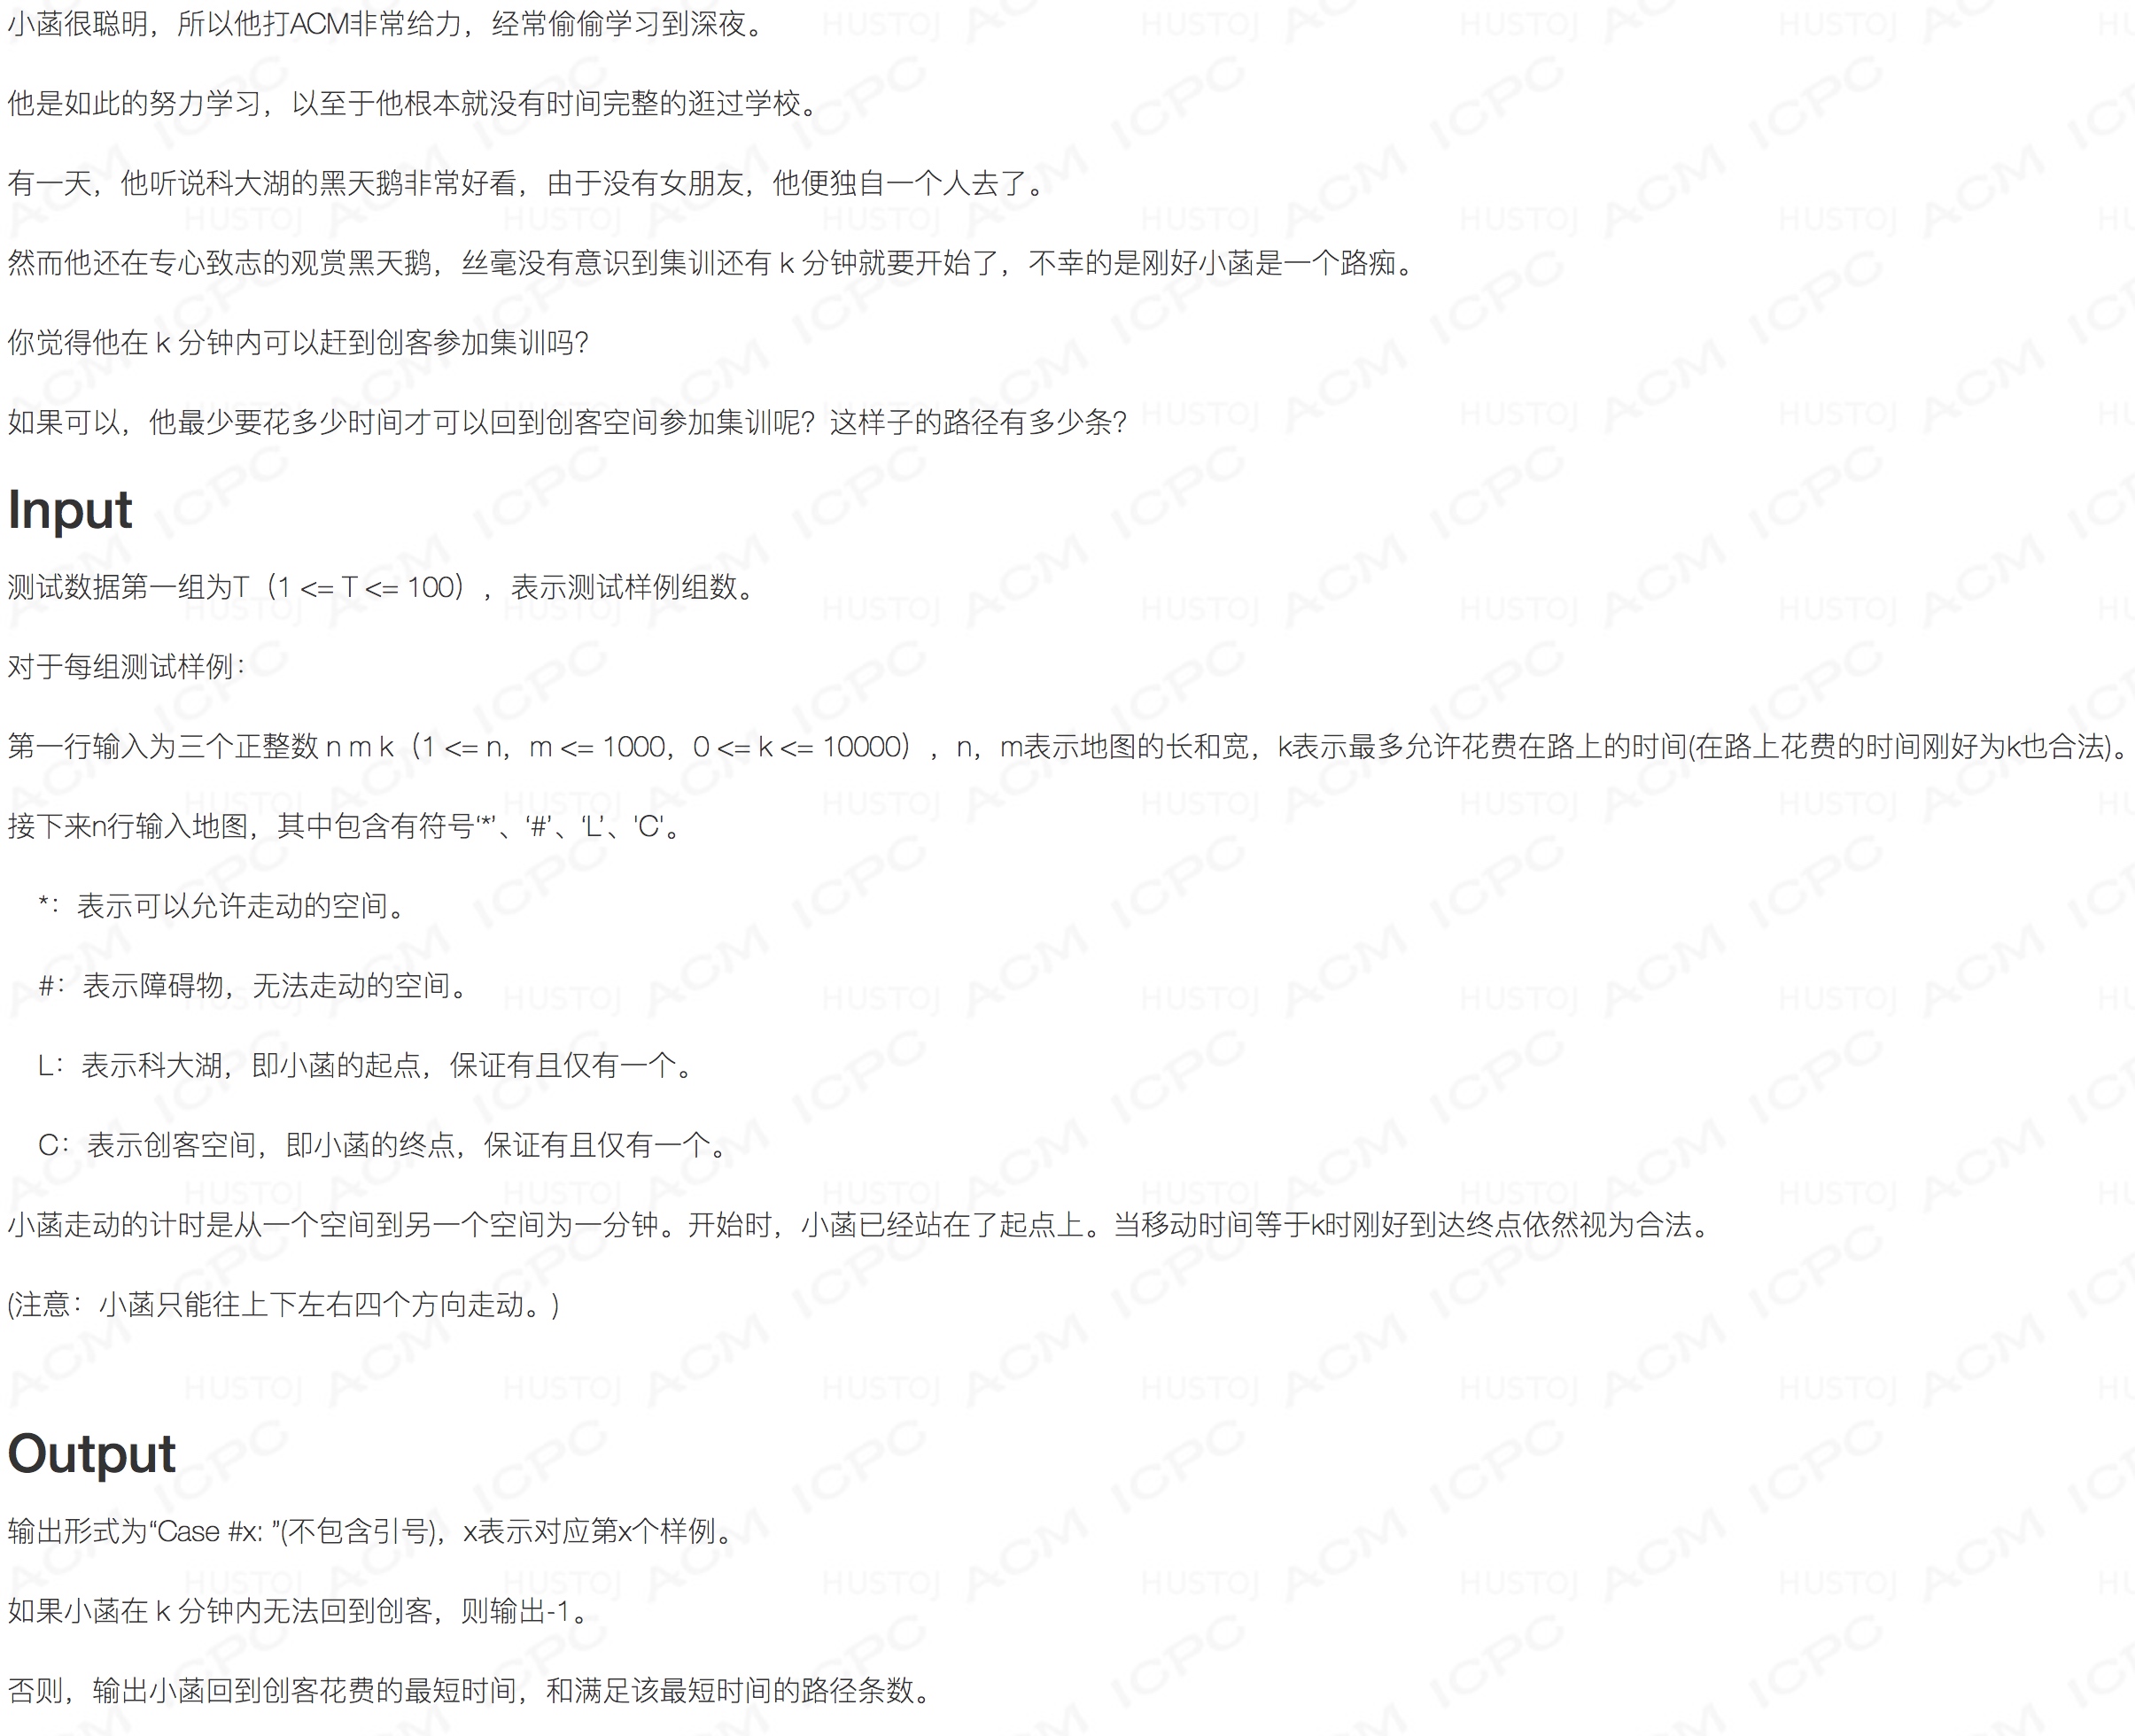 小菡很聪明，所以他打ACM非常给力，经常偷偷学习到深夜。
他是如此的努力学习，以至于他根本就没有时间完整的逛过学校。
有一天，他听说科大湖的黑天鹅非常好看，由于没有女朋友，他便独自一个人去了。
然而他还在专心致志的观赏黑天鹅，丝毫没有意识到集训还有 k 分钟就要开始了，不幸的是刚好小菡是一个路痴。
你觉得他在 k 分钟内可以赶到创客参加集训吗？
如果可以，他最少要花多少时间才可以回到创客空间参加集训呢？这样子的路径有多少条？
Input
测试数据第一组为T（1 <= T <= 100），表示测试样例组数。
对于每组测试样例：
第一行输入为三个正整数 n m k（1 <= n，m <= 1000，0 <= k <= 10000），n，m表示地图的长和宽，k表示最多允许花费在路上的时间(在路上花费的时间刚好为k也合法)。
接下来n行输入地图，其中包含有符号‘*’、‘#’、‘L’、'C'。
*：表示可以允许走动的空间。
#：表示障碍物，无法走动的空间。
L：表示科大湖，即小菡的起点，保证有且仅有一个。
C：表示创客空间，即小菡的终点，保证有且仅有一个。
小菡走动的计时是从一个空间到另一个空间为一分钟。开始时，小菡已经站在了起点上。当移动时间等于k时刚好到达终点依然视为合法。
(注意：小菡只能往上下左右四个方向走动。)
Output
输出形式为“Case #x: ”(不包含引号)，x表示对应第x个样例。
如果小菡在 k 分钟内无法回到创客，则输出-1。
否则，输出小菡回到创客花费的最短时间，和满足该最短时间的路径条数。